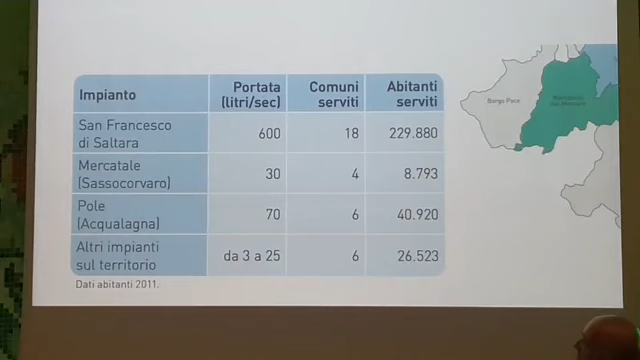 Impianto
Portata
(litri/sec)
Comuni
serviti
Abitanti
serviti
San Francesco
di Saltara
600
18
229.880
Mercatale
(Sassocorvaro)
30
4
8.793
Pole
(Acqualagna)
70
6
40.920
Altri impianti
sul territorio
da 3 a 25
6
26.523
Dati abitanti 2011.
Borgo Pace